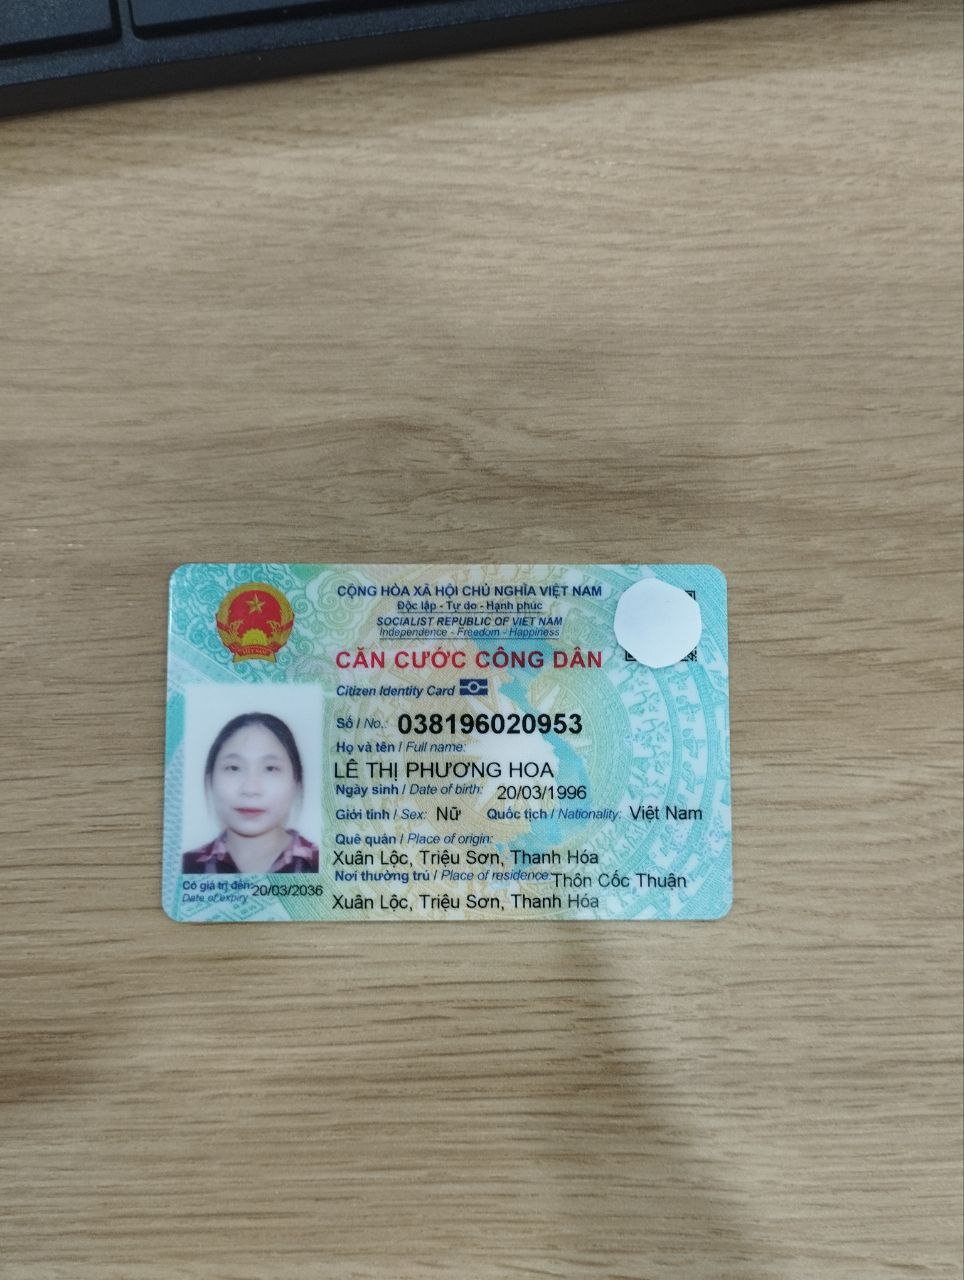 CỘNG HÒA XÃ HỘI CHỦ NGHĨA VIỆT NAM
Độc lập - Tự do - Hạnh phúc
SOCIALIST REPUBLIC OF VIET NAM
Independence - Freedom - Happiness
CĂN CƯỚC CÔNG DÂN
Citizen Identity Card
Số / No.: 038196020953
Họ và tên / Full name:
LÊ THỊ PHƯƠNG HOA
Ngày sinh / Date of birth: 20/03/1996
Giới tính / Sex: Nữ Quốc tịch / Nationality: Việt Nam
Quê quán / Place of origin:
Xuân Lộc, Triệu Sơn, Thanh Hóa
Nơi thường trú / Place of residence: Thôn Cốc Thuận
Xuân Lộc, Triệu Sơn, Thanh Hóa
Có giá trị đến: 20/03/2036
Date of expiry